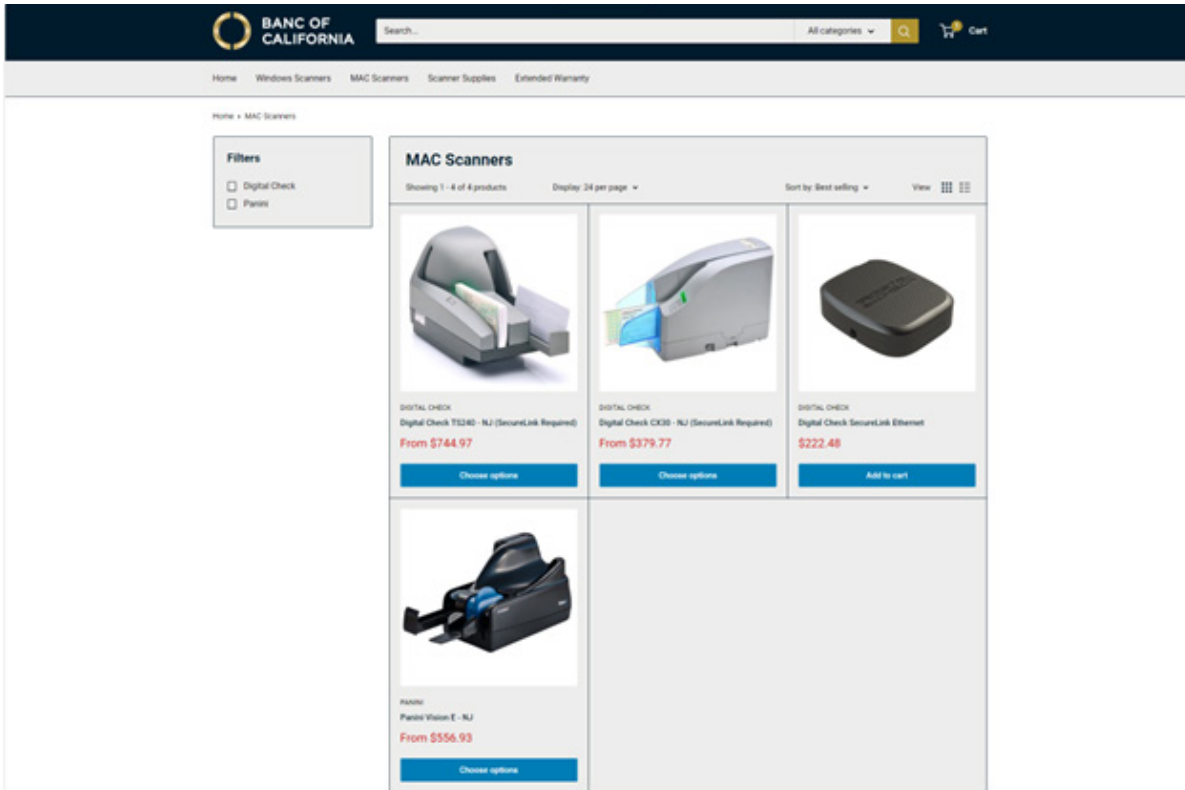 BANC OF
CALIFORNIA
Search...
All categories
Cart
Home Windows Scanners MAC Scanners Scanner Supplies Extended Warranty
Home MAC Scanners
Filters
Digital Check
Panini
MAC Scanners
Showing 1 - 4 of 4 products Display: 24 per page Sort by: Best selling View
DIGITAL CHECK
Digital Check TS240 - NJ (SecureLink Required)
From $744.97
Choose options
DIGITAL CHECK
Digital Check CX30 - NJ (SecureLink Required)
From $379.77
Choose options
DIGITAL CHECK
Digital Check SecureLink Ethernet
$222.48
Add to cart
PANINI
Panini Vision E - NJ
From $556.93
Choose options